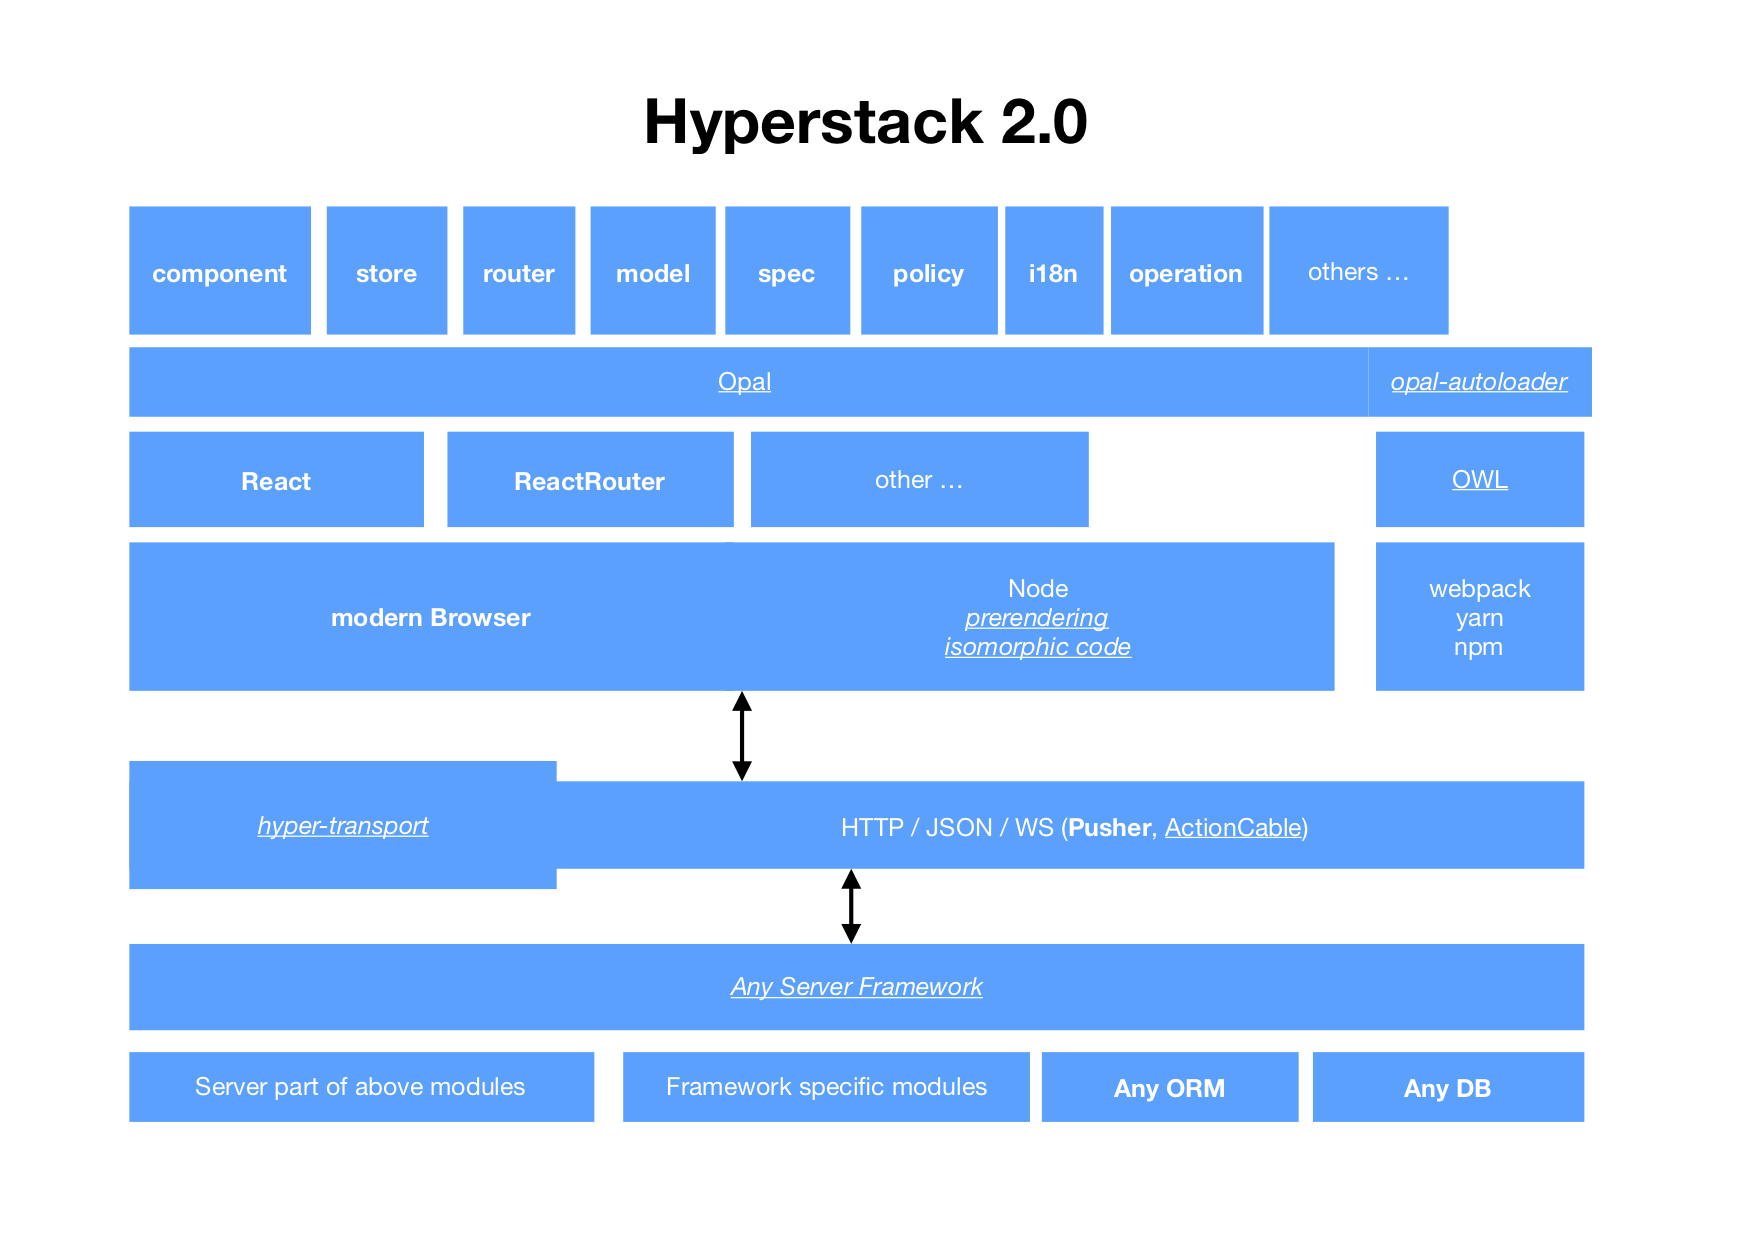 Hyperstack 2.0
component
store
router
model
spec
policy
i18n
operation
others …
Opal
opal-autoloader
React
ReactRouter
other …
OWL
modern Browser
Node
prerendering
isomorphic code
webpack
yarn
npm
hyper-transport
HTTP / JSON / WS (Pusher, ActionCable)
Any Server Framework
Server part of above modules
Framework specific modules
Any ORM
Any DB